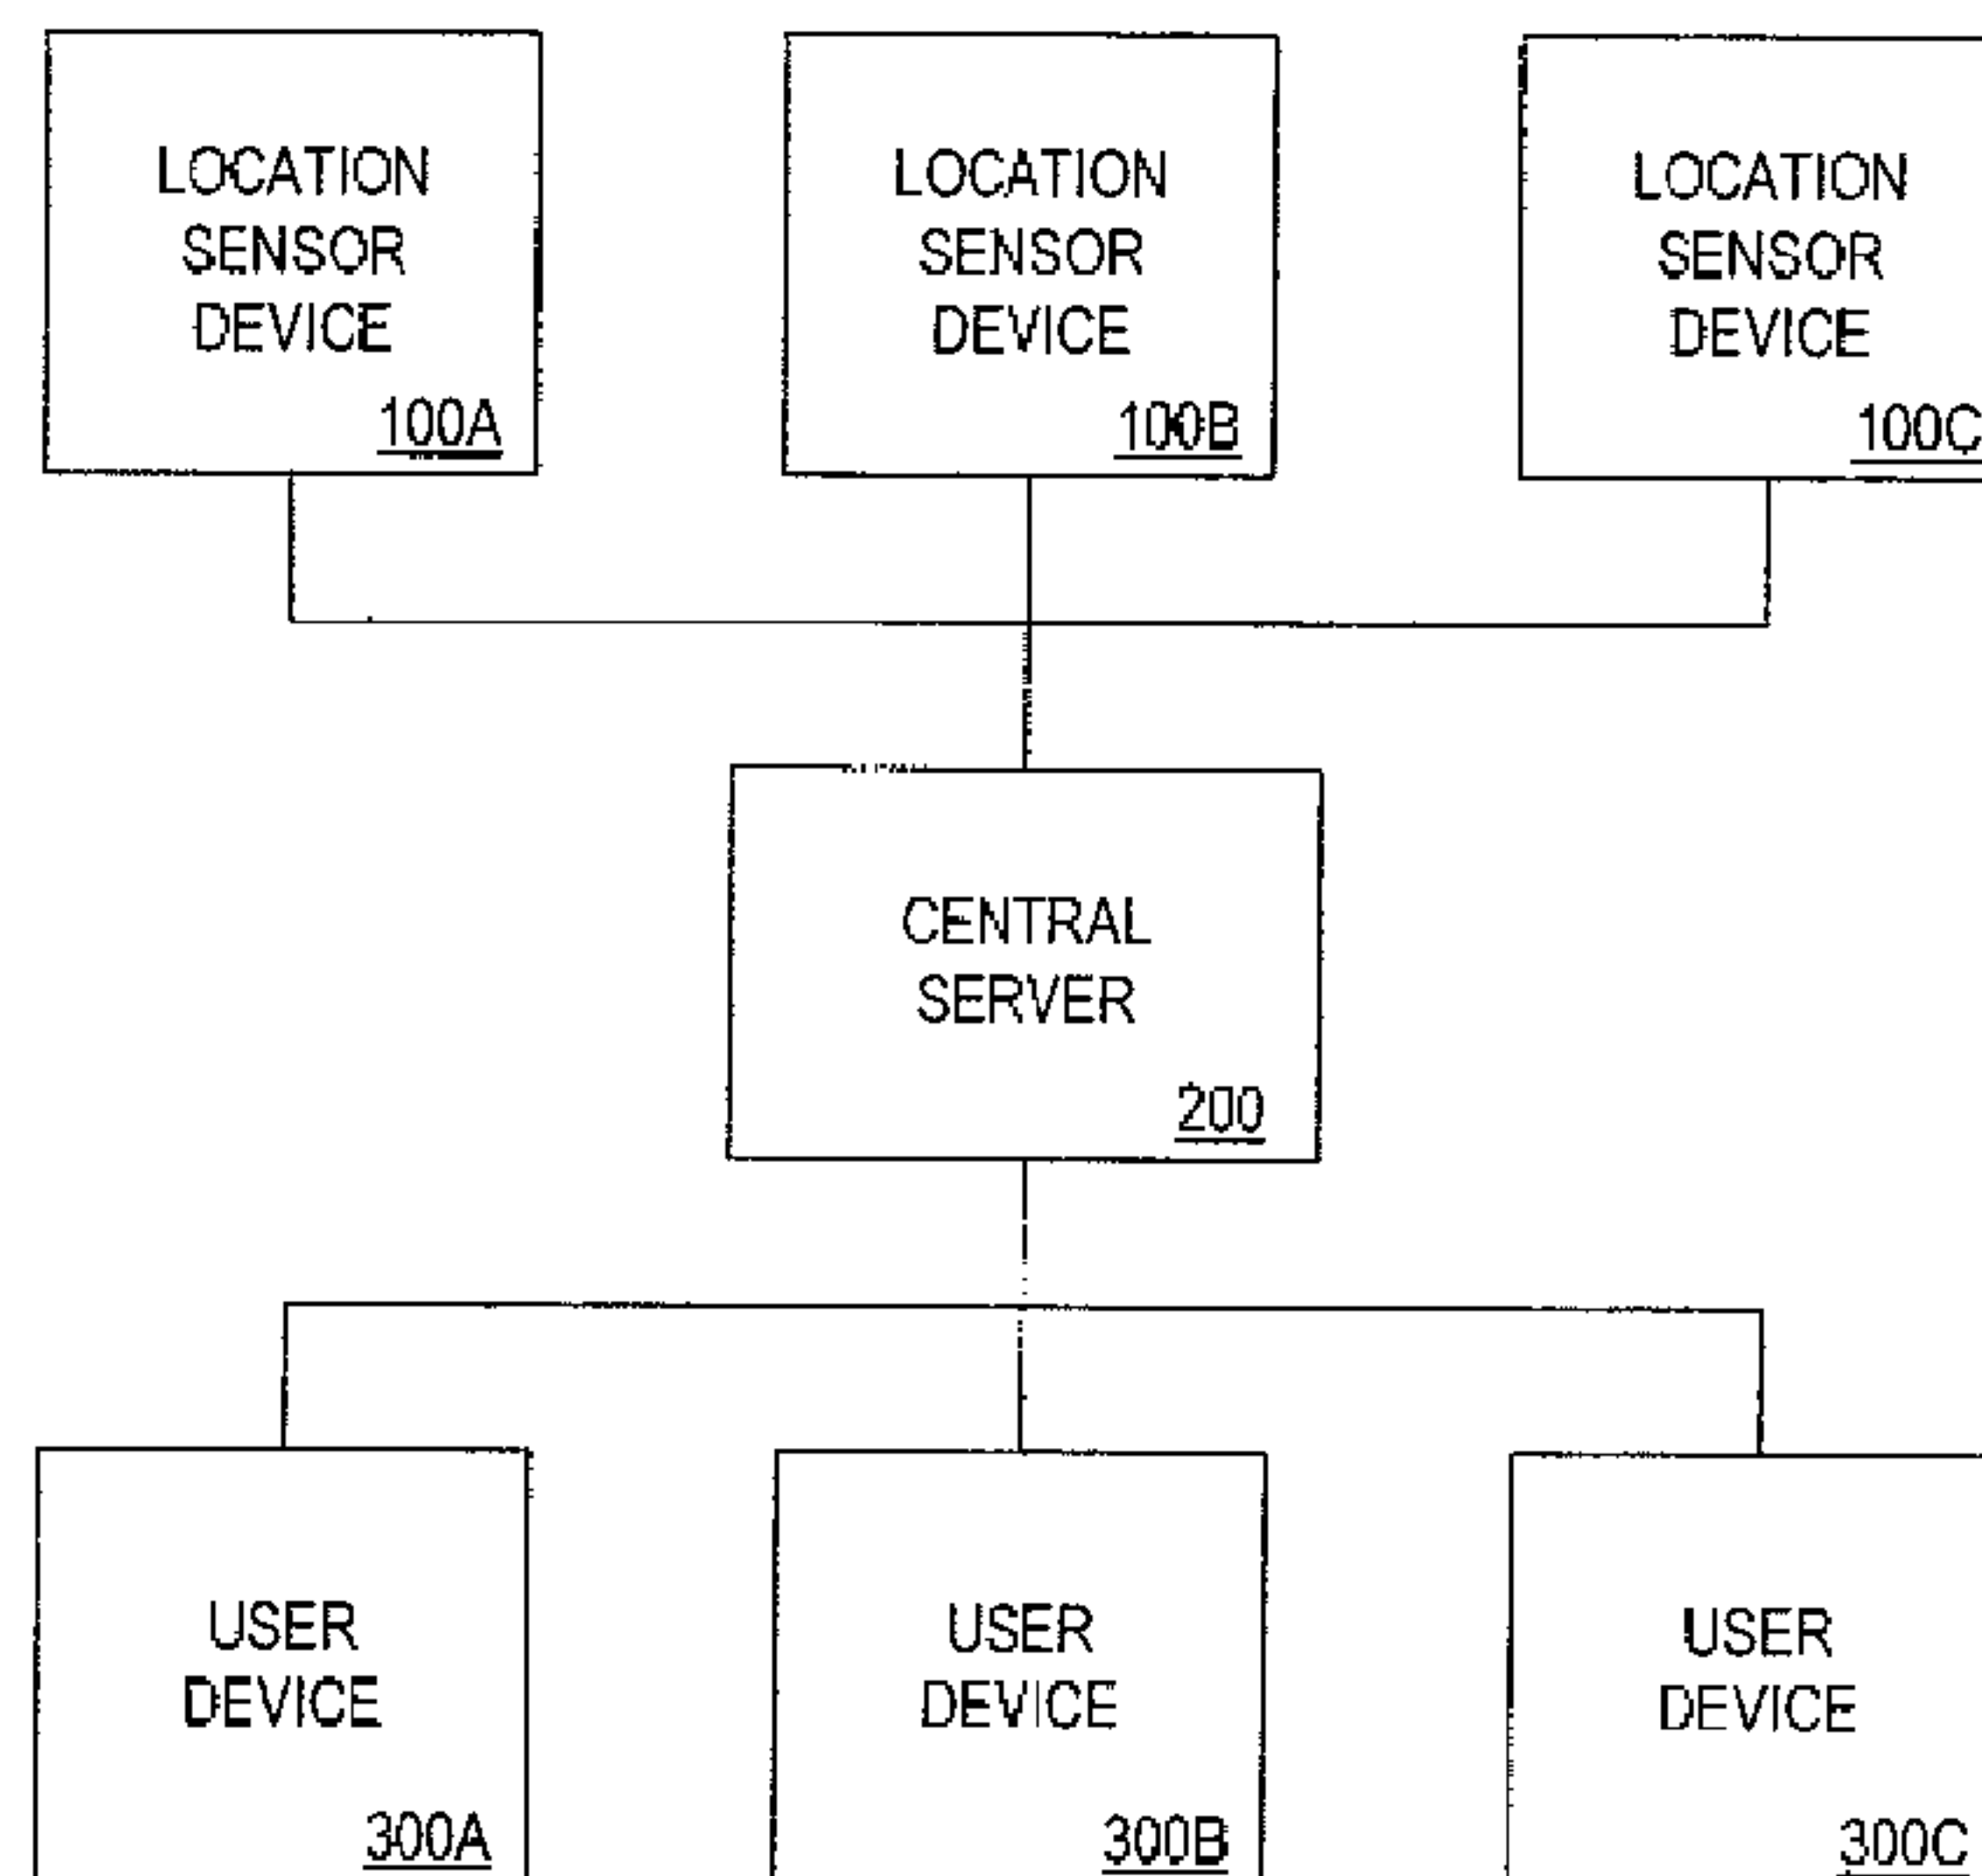 LOCATION
SENSOR
DEVICE
100A
LOCATION
SENSOR
DEVICE
100B
LOCATION
SENSOR
DEVICE
100C
CENTRAL
SERVER
200
USER
DEVICE
300A
USER
DEVICE
300B
USER
DEVICE
300C